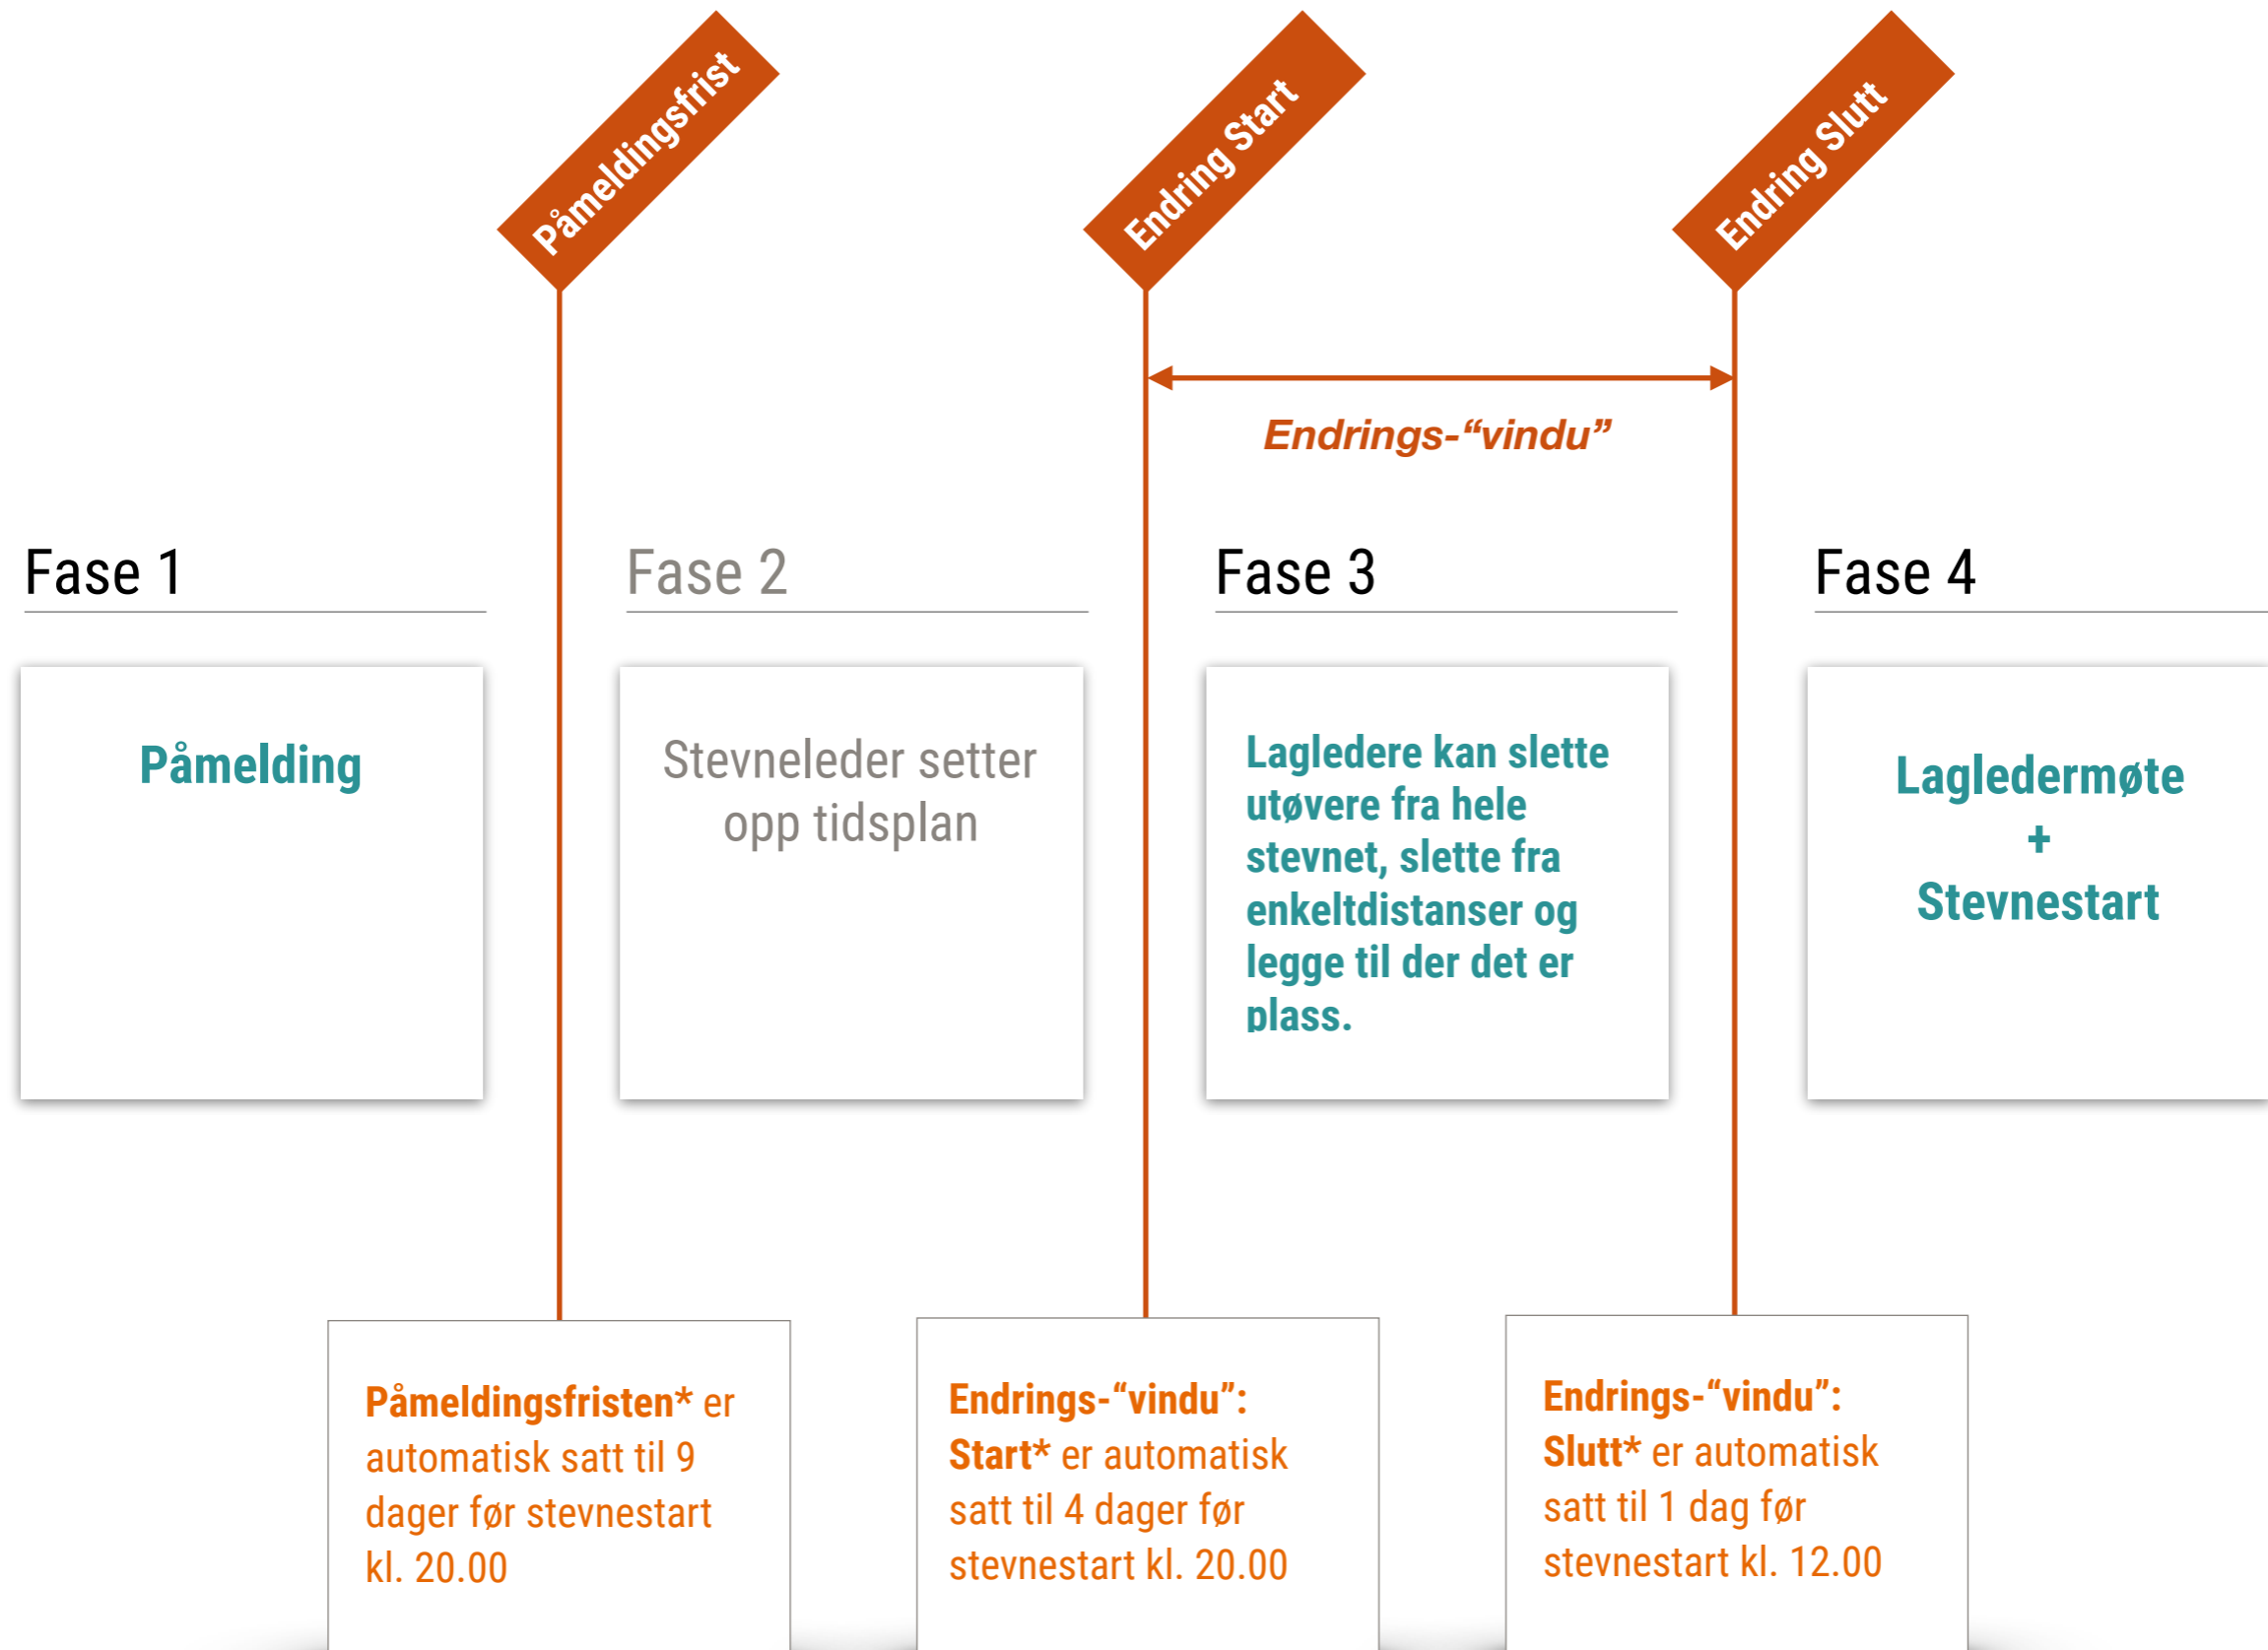 Påmeldingsfrist
Endring Start
Endring Slutt
Endrings-“vindu”
Fase 1
Fase 2
Fase 3
Fase 4
Påmelding
Stevneleder setter
opp tidsplan
Lagledere kan slette
utøvere fra hele
stevnet, slette fra
enkeltdistanser og
legge til der det er
plass.
Lagledermøte
+
Stevnestart
Påmeldingsfristen* er
automatisk satt til 9
dager før stevnestart
kl. 20.00
Endrings-“vindu”:
Start* er automatisk
satt til 4 dager før
stevnestart kl. 20.00
Endrings-“vindu”:
Slutt* er automatisk
satt til 1 dag før
stevnestart kl. 12.00